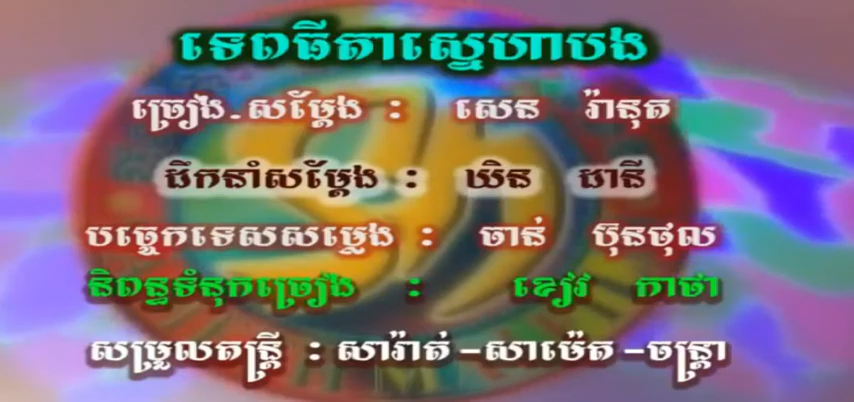 ទេពធីតាស្នេហាបង
ច្រៀង.សម្ដែង : សេន រ៉ានុត
ដឹកនាំសម្ដែង : ឃិន ដានី
បច្ចេកទេសសម្លេង : ចាន់ ប៊ុនថុល
និពន្ធទំនុកច្រៀង : ខៀវ កាថា
សម្រួលតន្ត្រី : សារ៉ាត់ -សាម៉េត -ចន្ត្រា